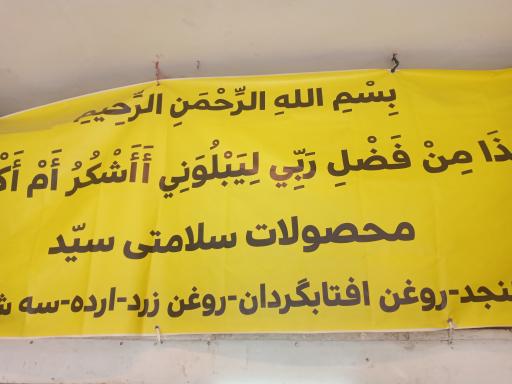 بِسْمِ اللهِ الرَّحْمَنِ الرَّحِيمِ
مِنْ فَضْلِ رَبِّي لِيَبْلُوَنِي أَأَشْكُرُ أَمْ
محصولات سلامتی سیّد
روغن افتابگردان-روغن زرد-ارده-سه